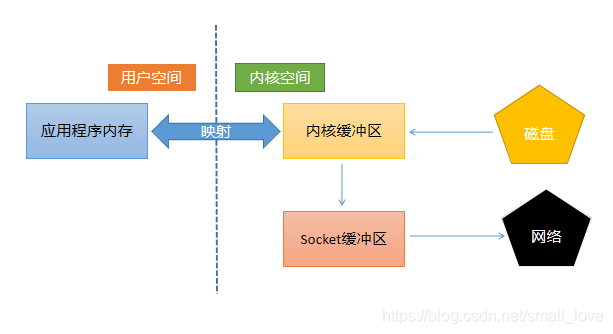 用户空间
内核空间
应用程序内存
映射
内核缓冲区
磁盘
Socket缓冲区
网络
https://blog.csdn.net/small_love